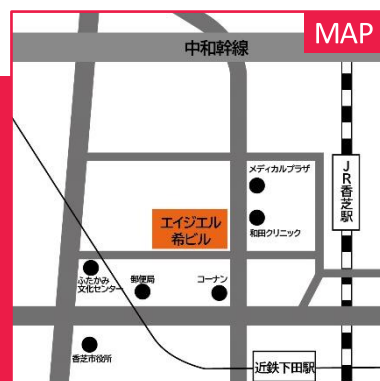 MAP
中和幹線
メディカルプラザ
JR香芝駅
エイジエル
希ビル
和田クリニック
ふたかみ
文化センター
郵便局
コーナン
香芝市役所
近鉄下田駅